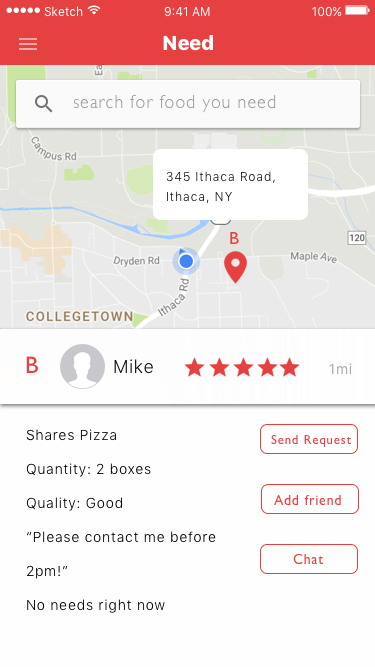 Sketch 9:41 AM 100%
Need
search for food you need
Campus Rd
345 Ithaca Road,
Ithaca, NY
B
120
Dryden Rd
Maple Ave
Ithaca Rd
COLLEGETOWN
B Mike 1mi
Shares Pizza
Send Request
Quantity: 2 boxes
Quality: Good
Add friend
“Please contact me before
2pm!”
Chat
No needs right now